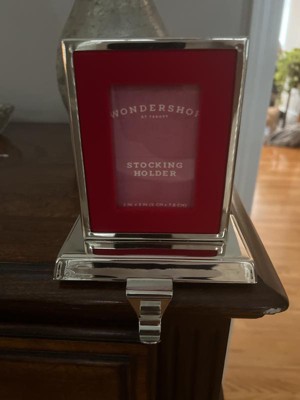 WONDERSHOP
BY TARGET
STOCKING
HOLDER